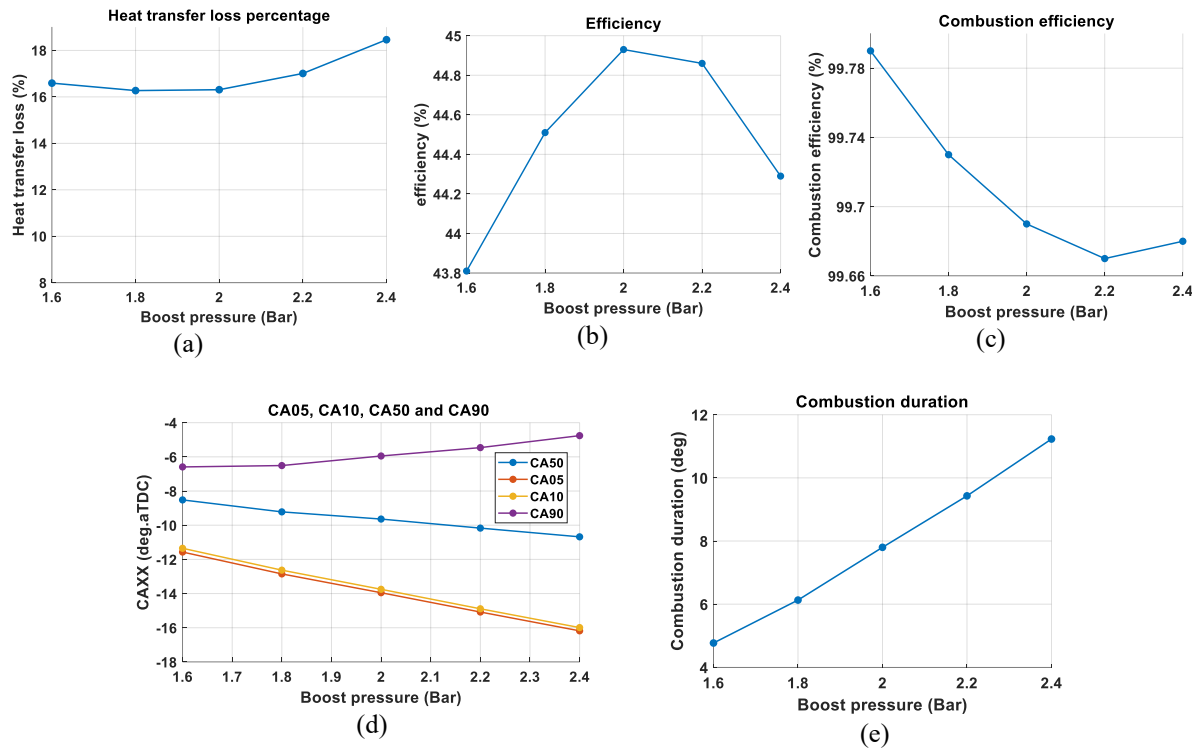 Heat transfer loss percentage
Heat transfer loss (%)
18
16
14
12
10
8
1.6 1.8 2 2.2 2.4
Boost pressure (Bar)
(a)
Efficiency
efficiency (%)
45
44.8
44.6
44.4
44.2
44
43.8
1.6 1.8 2 2.2 2.4
Boost pressure (Bar)
(b)
Combustion efficiency
Combustion efficiency (%)
99.78
99.74
99.7
99.66
1.6 1.8 2 2.2 2.4
Boost pressure (Bar)
(c)
CA05, CA10, CA50 and CA90
CAXX (deg.aTDC)
-4
-6
-8
-10
-12
-14
-16
-18
CA50
CA05
CA10
CA90
1.6 1.7 1.8 1.9 2 2.1 2.2 2.3 2.4
Boost pressure (Bar)
(d)
Combustion duration
Combustion duration (deg)
12
10
8
6
4
1.6 1.8 2 2.2 2.4
Boost pressure (Bar)
(e)